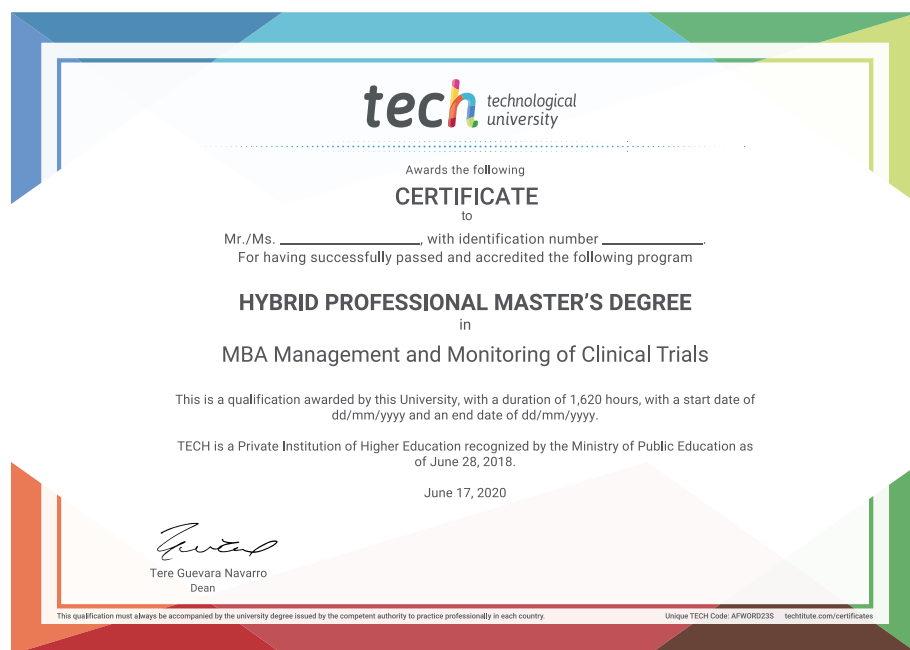 tech technological
university
Awards the following
CERTIFICATE
to
Mr./Ms. ____________, with identification number ____________.
For having successfully passed and accredited the following program
HYBRID PROFESSIONAL MASTER'S DEGREE
in
MBA Management and Monitoring of Clinical Trials
This is a qualification awarded by this University, with a duration of 1,620 hours, with a start date of
dd/mm/yyyy and an end date of dd/mm/yyyy.
TECH is a Private Institution of Higher Education recognized by the Ministry of Public Education as
of June 28, 2018.
June 17, 2020
Tere Guevara Navarro
Dean
This qualification must always be accompanied by the university degree issued by the competent authority to practice professionally in each country. Unique TECH Code: AFWORD23S techtitute.com/certificates